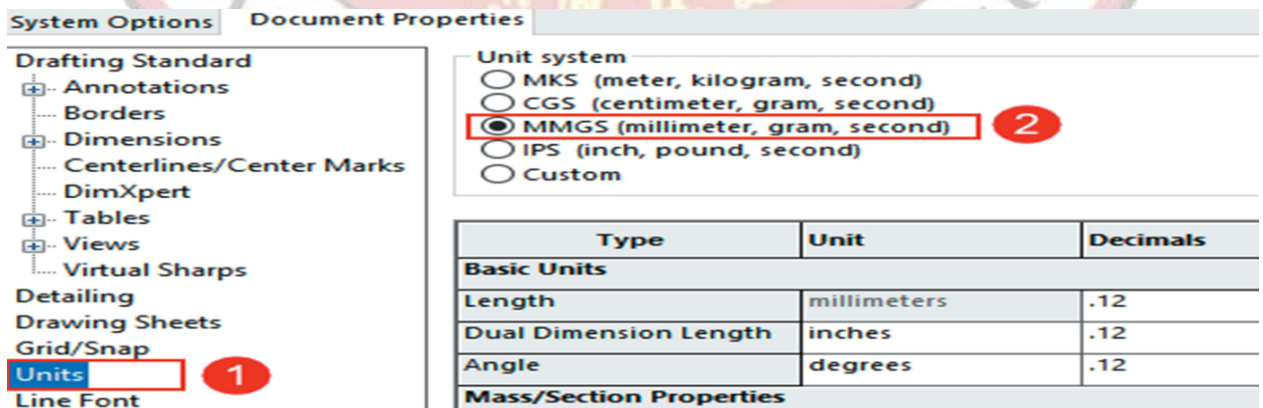 System Options Document Properties
Drafting Standard
Annotations
Borders
Dimensions
Centerlines/Center Marks
DimXpert
Tables
Views
Virtual Sharps
Detailing
Drawing Sheets
Grid/Snap
Units 1
Line Font
Unit system
MKS (meter, kilogram, second)
CGS (centimeter, gram, second)
MMGS (millimeter, gram, second) 2
IPS (inch, pound, second)
Custom
Type Unit Decimals
Basic Units
Length millimeters .12
Dual Dimension Length inches .12
Angle degrees .12
Mass/Section Properties